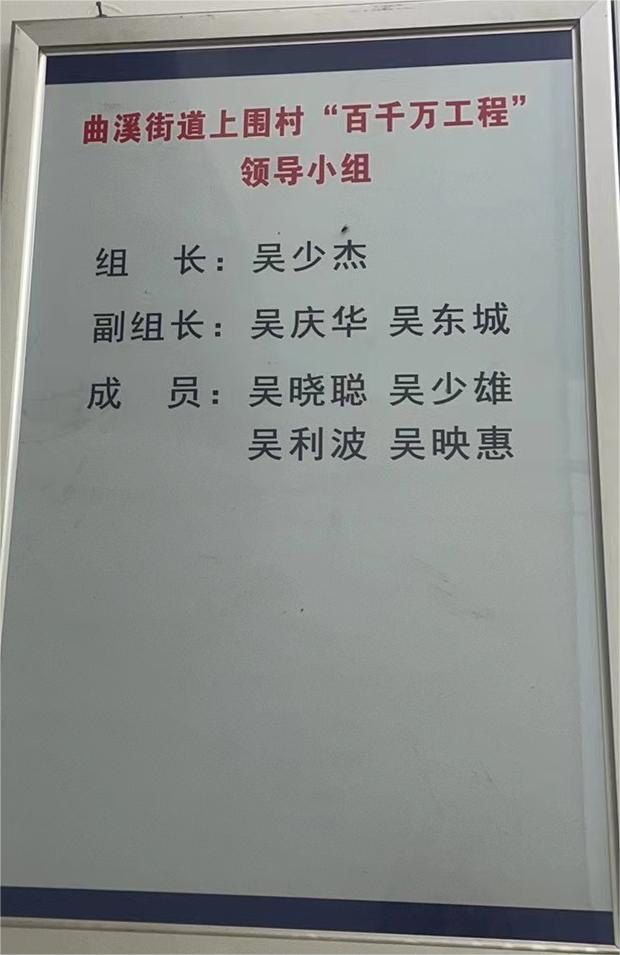 曲溪街道上围村“百千万工程”
领导小组
组　长：吴少杰
副组长：吴庆华 吴东城
成　员：吴晓聪 吴少雄
吴利波 吴映惠